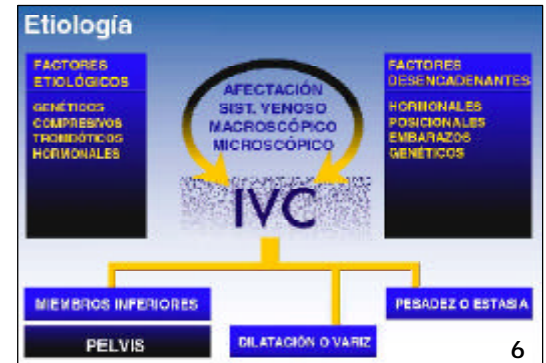 Etiología
FACTORES
ETIOLÓGICOS
GENÉTICOS
COMPRESIVOS
TROMBÓTICOS
HORMONALES
AFECTACIÓN
SIST. VENOSO
MACROSCÓPICO
MICROSCÓPICO
IVC
FACTORES
DESENCADENANTES
HORMONALES
POSICIONALES
EMBARAZOS
GENÉTICOS
MIEMBROS INFERIORES
PELVIS
DILATACIÓN O VARIZ
PESADEZ O ESTASIA
6